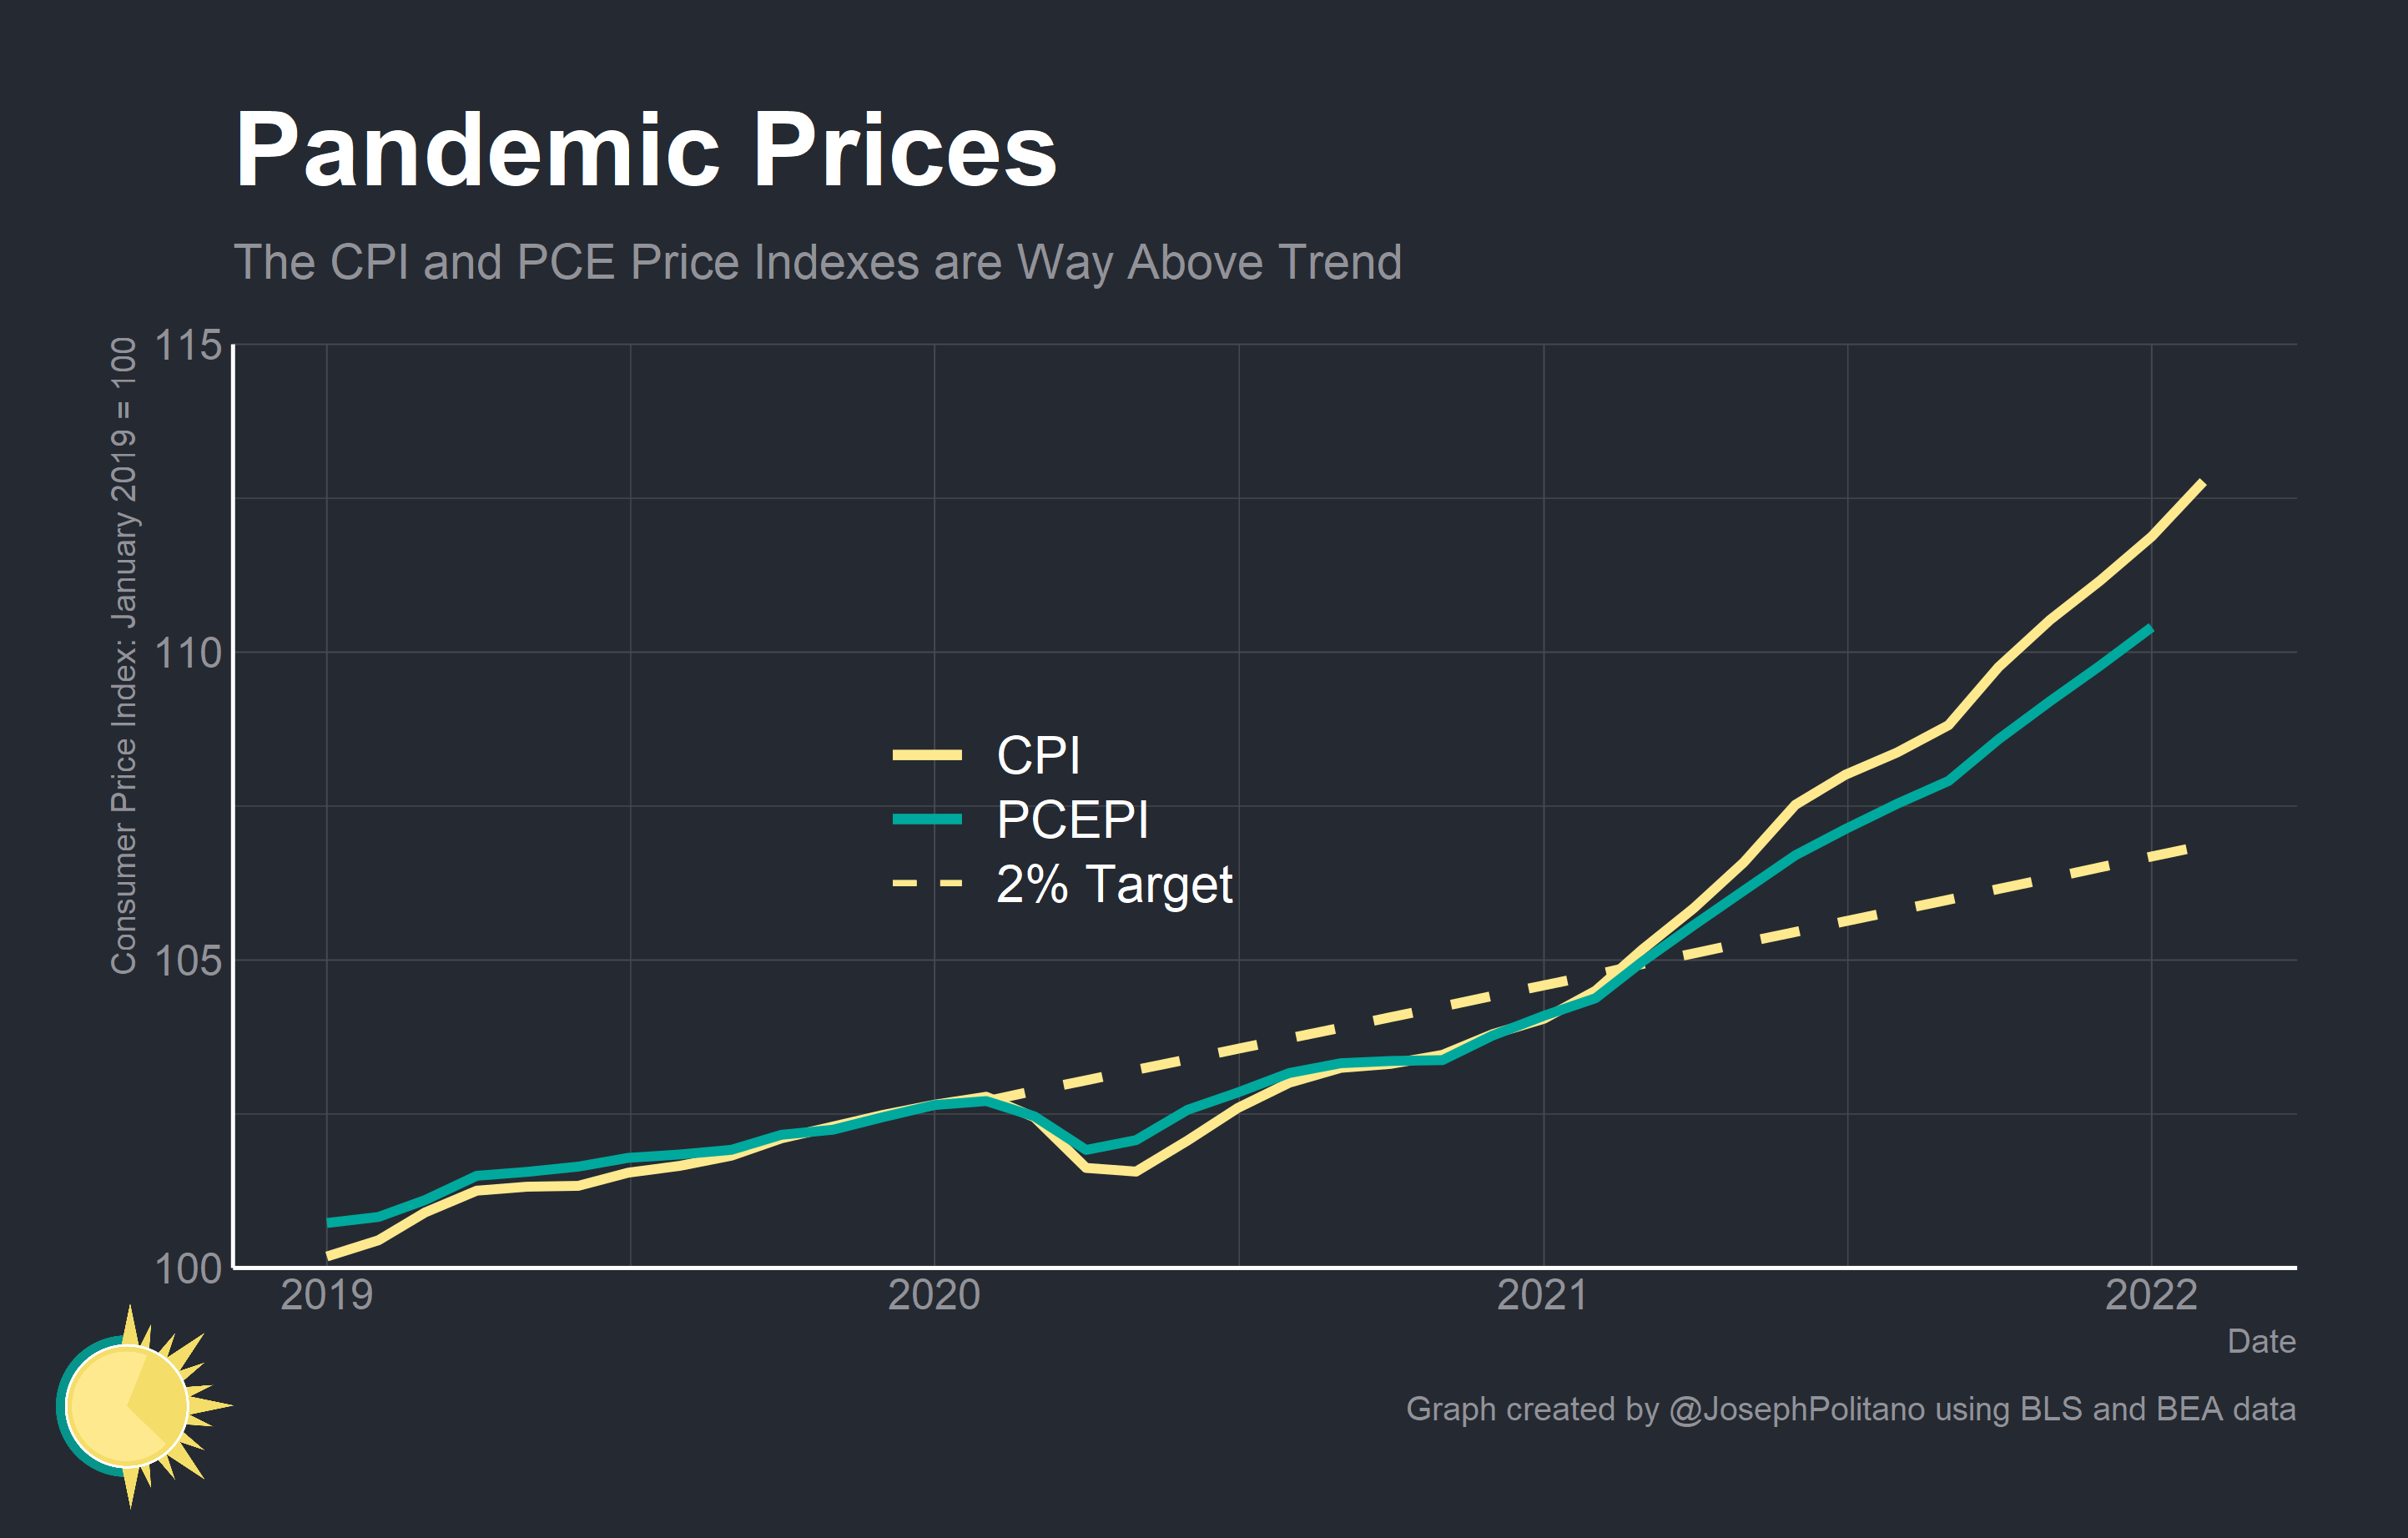 Pandemic Prices
The CPI and PCE Price Indexes are Way Above Trend
Consumer Price Index: January 2019 = 100
115
110
105
100
CPI
PCEPI
2% Target
2019 2020 2021 2022
Date
Graph created by @JosephPolitano using BLS and BEA data